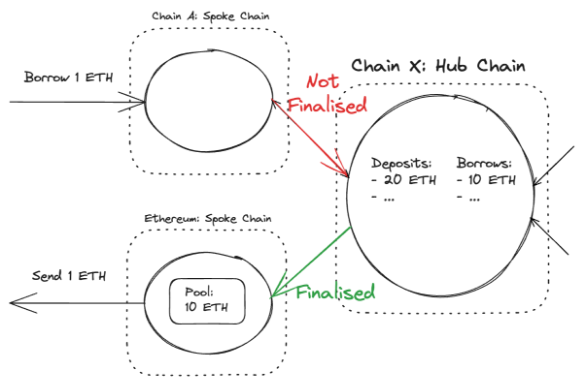 Chain A: Spoke Chain
Borrow 1 ETH
Not
Finalised
Chain X: Hub Chain
Deposits:
- 20 ETH
- ...
Borrows:
- 10 ETH
- ...
Ethereum: Spoke Chain
Send 1 ETH
Pool:
10 ETH
Finalised